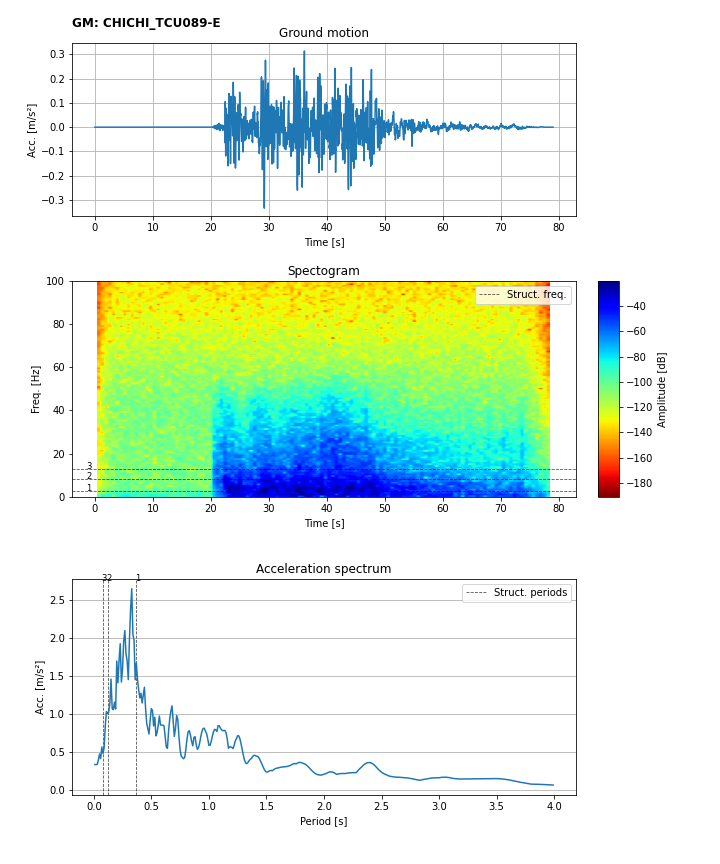 GM: CHICHI_TCU089-E
Ground motion
Acc. [m/s²]
0.3
0.2
0.1
0.0
−0.1
−0.2
−0.3
0 10 20 30 40 50 60 70 80
Time [s]
Spectogram
Freq. [Hz]
100
80
60
40
20
0
Struct. freq.
3
2
1
0 10 20 30 40 50 60 70 80
Time [s]
−40
−60
−80
−100
−120
−140
−160
−180
Amplitude [dB]
Acceleration spectrum
3 2 1
Struct. periods
Acc. [m/s²]
2.5
2.0
1.5
1.0
0.5
0.0
0.0 0.5 1.0 1.5 2.0 2.5 3.0 3.5 4.0
Period [s]